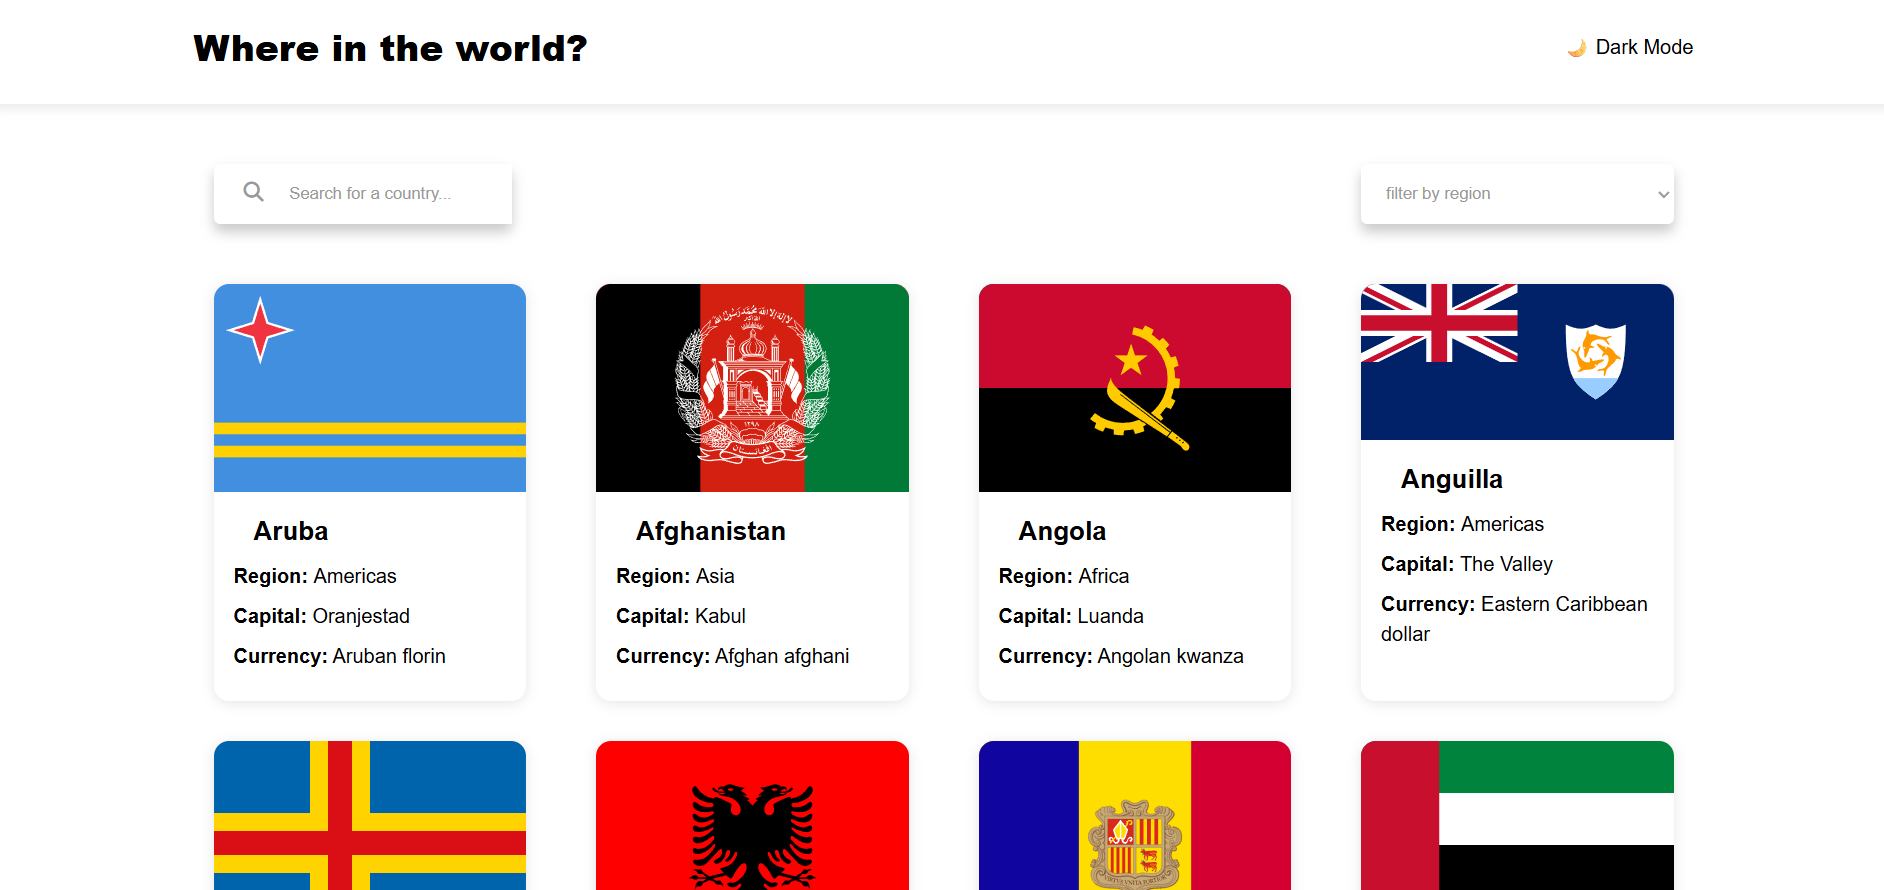 Where in the world?
🌙 Dark Mode
Search for a country...
filter by region
Aruba
Region: Americas
Capital: Oranjestad
Currency: Aruban florin
Afghanistan
Region: Asia
Capital: Kabul
Currency: Afghan afghani
Angola
Region: Africa
Capital: Luanda
Currency: Angolan kwanza
Anguilla
Region: Americas
Capital: The Valley
Currency: Eastern Caribbean
dollar